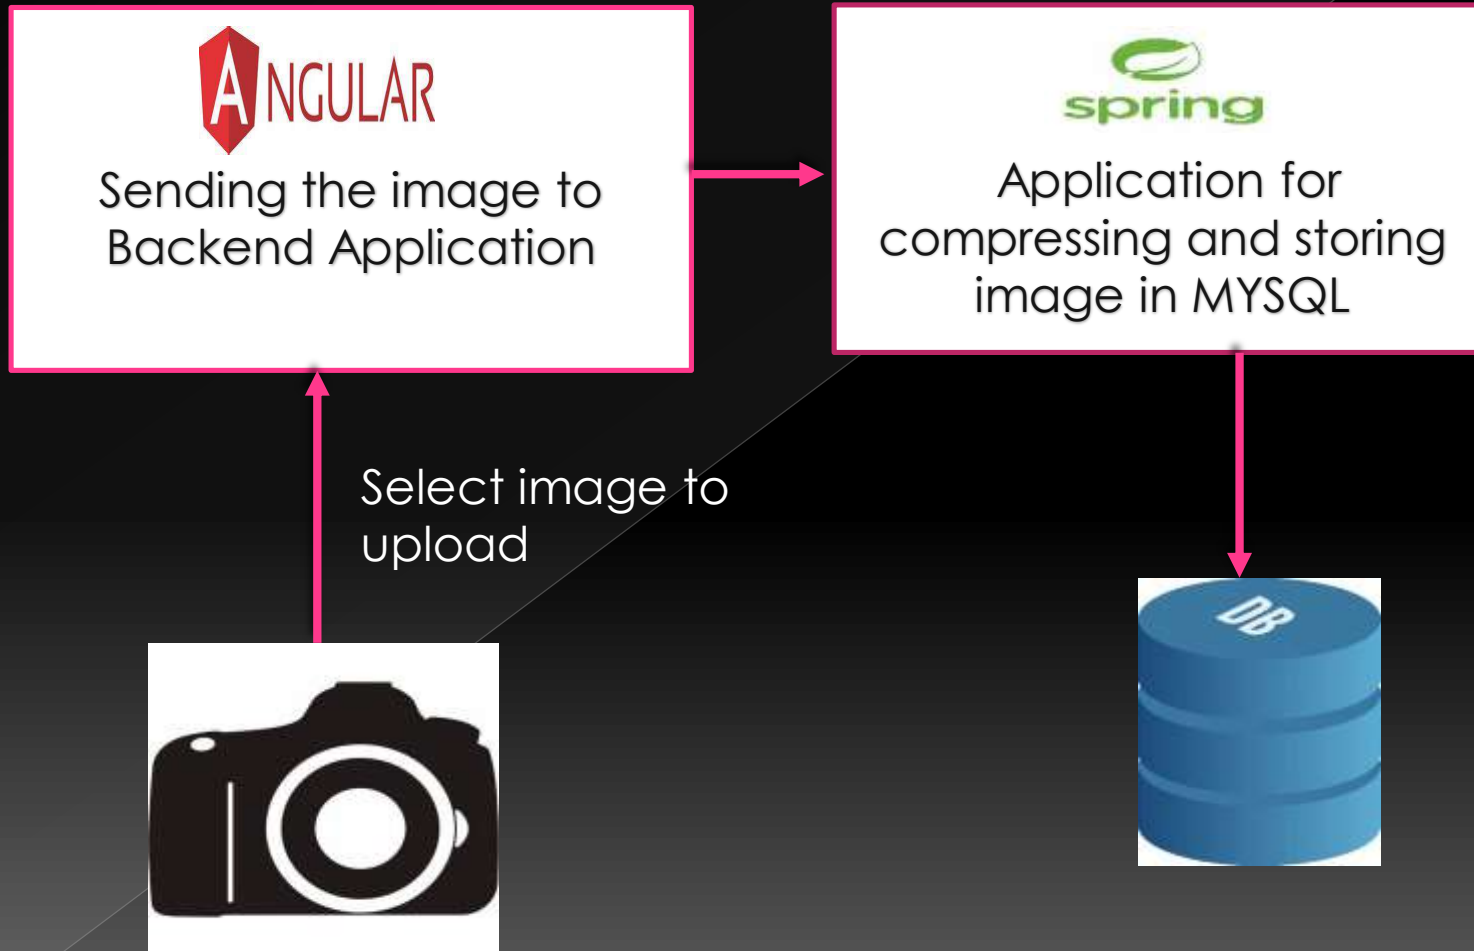 ANGULAR
Sending the image to
Backend Application
spring
Application for
compressing and storing
image in MYSQL
Select image to
upload
DB